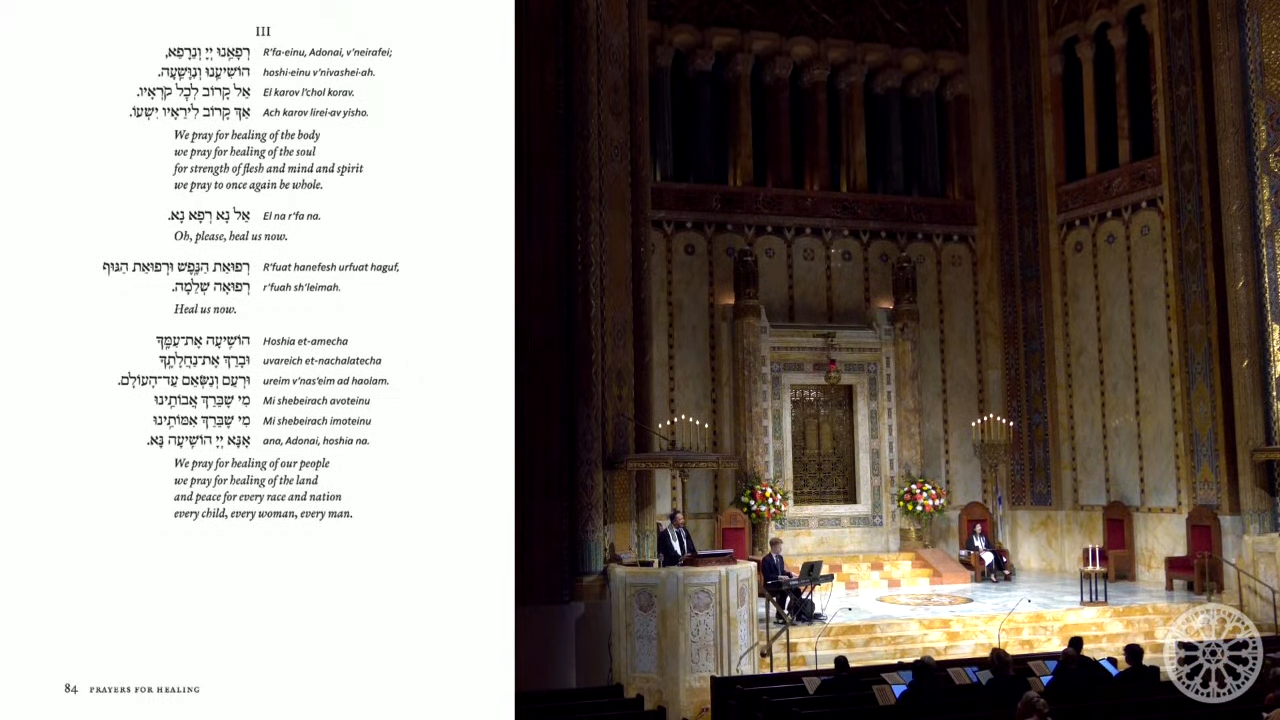 III
רְפָאֵֽנוּ יְיָ וְנֵרָפֵא, R'fa-einu, Adonai, v'neirafei;
הוֹשִׁיעֵֽנוּ וְנִוָּשֵֽׁעָה. hoshi-einu v'nivashei-ah.
אֵל קָרוֹב לְכׇל קֹרְאָיו. El karov l'chol korav.
אַךְ קָרוֹב לִירֵאָיו יִשְׁעוֹ. Ach karov lirei-av yisho.
We pray for healing of the body
we pray for healing of the soul
for strength of flesh and mind and spirit
we pray to once again be whole.
אֵל נָא רְפָא נָא. El na r'fa na.
Oh, please, heal us now.
רְפוּאַת הַנֶּֽפֶשׁ וּרְפוּאַת הַגּוּף R'fuat hanefesh urfuat haguf,
רְפוּאָה שְׁלֵמָה. r'fuah sh'leimah.
Heal us now.
הוֹשִֽׁיעָה אֶת־עַמֶּֽךָ Hoshia et-amecha
וּבָרֵךְ אֶת־נַחֲלָתֶֽךָ uvareich et-nachalatecha
וּרְעֵם וְנַשְּׂאֵם עַד־הָעוֹלָם. ureim v'nas'eim ad haolam.
מִי שֶׁבֵּרַךְ אֲבוֹתֵֽינוּ Mi shebeirach avoteinu
מִי שֶׁבֵּרַךְ אִמּוֹתֵֽינוּ Mi shebeirach imoteinu
אָנָּא יְיָ הוֹשִֽׁיעָה נָּא. ana, Adonai, hoshia na.
We pray for healing of our people
we pray for healing of the land
and peace for every race and nation
every child, every woman, every man.
84 PRAYERS FOR HEALING